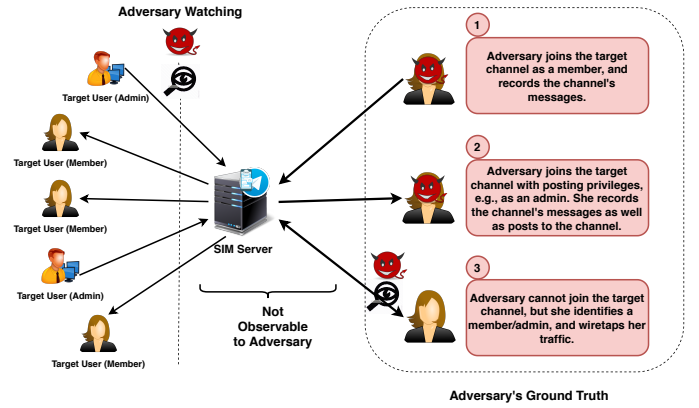 Adversary Watching
Target User (Admin)
Target User (Member)
Target User (Member)
Target User (Admin)
Target User (Member)
SIM Server
Not
Observable
to Adversary
1
Adversary joins the target
channel as a member, and
records the channel's
messages.
2
Adversary joins the target
channel with posting privileges,
e.g., as an admin. She records
the channel's messages as well
as posts to the channel.
3
Adversary cannot join the target
channel, but she identifies a
member/admin, and wiretaps her
traffic.
Adversary's Ground Truth